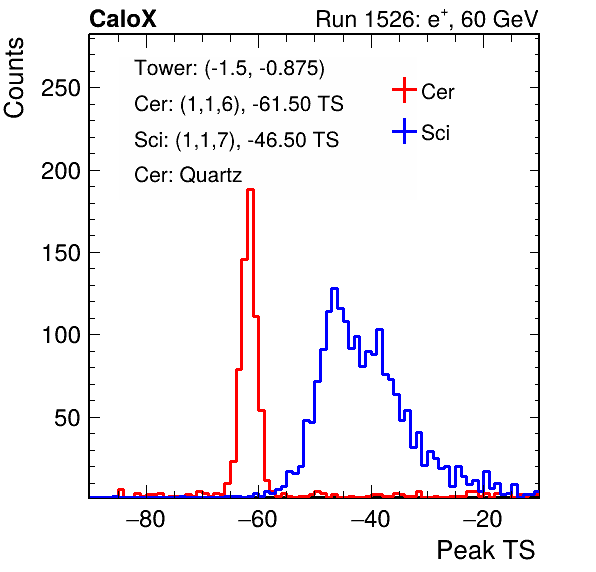 CaloX Run 1526: e⁺, 60 GeV
Counts
Tower: (-1.5, -0.875)
Cer: (1,1,6), -61.50 TS
Sci: (1,1,7), -46.50 TS
Cer: Quartz
Cer
Sci
250
200
150
100
50
−80 −60 −40 −20
Peak TS